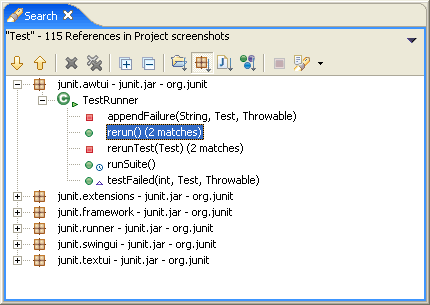 Search
"Test" - 115 References in Project screenshots
junit.awtui - junit.jar - org.junit
TestRunner
appendFailure(String, Test, Throwable)
rerun() (2 matches)
rerunTest(Test) (2 matches)
runSuite()
testFailed(int, Test, Throwable)
junit.extensions - junit.jar - org.junit
junit.framework - junit.jar - org.junit
junit.runner - junit.jar - org.junit
junit.swingui - junit.jar - org.junit
junit.textui - junit.jar - org.junit